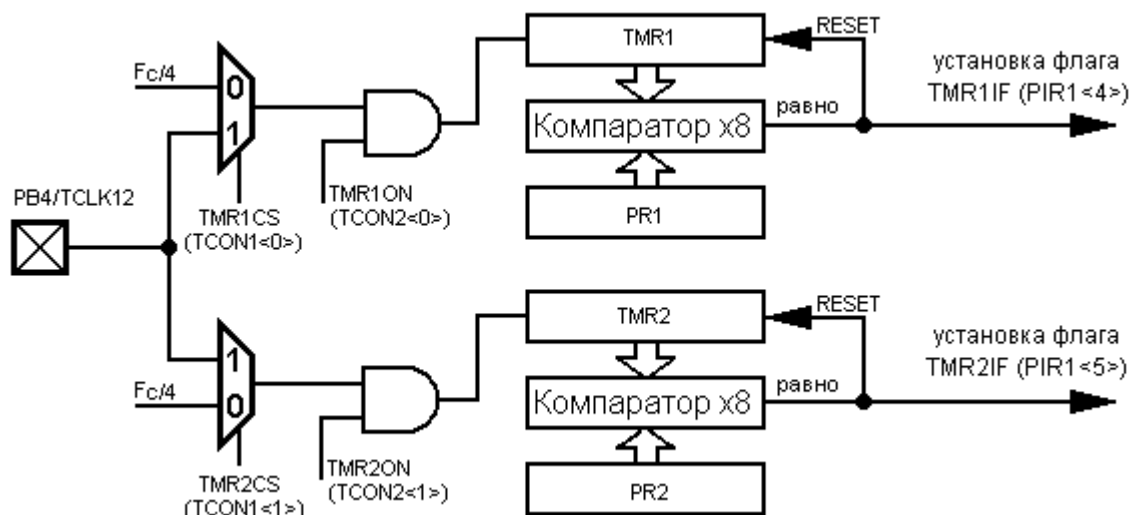 TMR1
RESET
Fc/4
0
1
установка флага
TMR1IF (PIR1<4>)
равно
Компаратор x8
PB4/TCLK12
TMR1CS
(TCON1<0>)
TMR1ON
(TCON2<0>)
PR1
TMR2
RESET
1
0
Fc/4
установка флага
TMR2IF (PIR1<5>)
равно
Компаратор x8
TMR2CS
(TCON1<1>)
TMR2ON
(TCON2<1>)
PR2